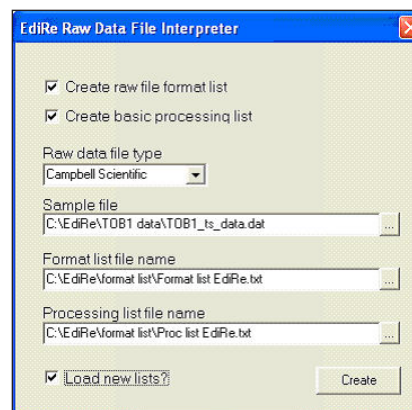 EdiRe Raw Data File Interpreter
Create raw file format list
Create basic processing list
Raw data file type
Campbell Scientific
Sample file
C:\EdiRe\TOB1 data\TOB1_ts_data.dat
...
Format list file name
C:\EdiRe\format list\Format list EdiRe.txt
...
Processing list file name
C:\EdiRe\format list\Proc list EdiRe.txt
...
Load new lists?
Create